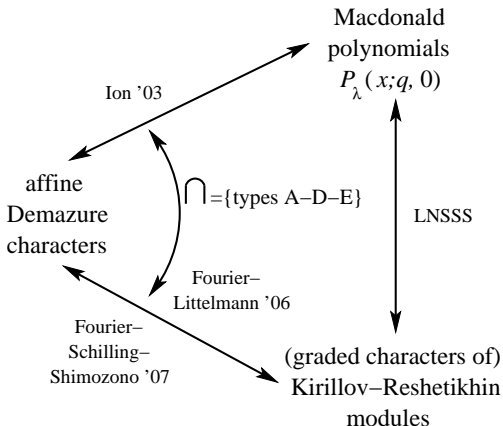 Macdonald
polynomials
P_λ(x;q, 0)
Ion '03
affine
Demazure
characters
⋂={types A–D–E}
LNSSS
Fourier–
Littelmann '06
Fourier–
Schilling–
Shimozono '07
(graded characters of)
Kirillov–Reshetikhin
modules